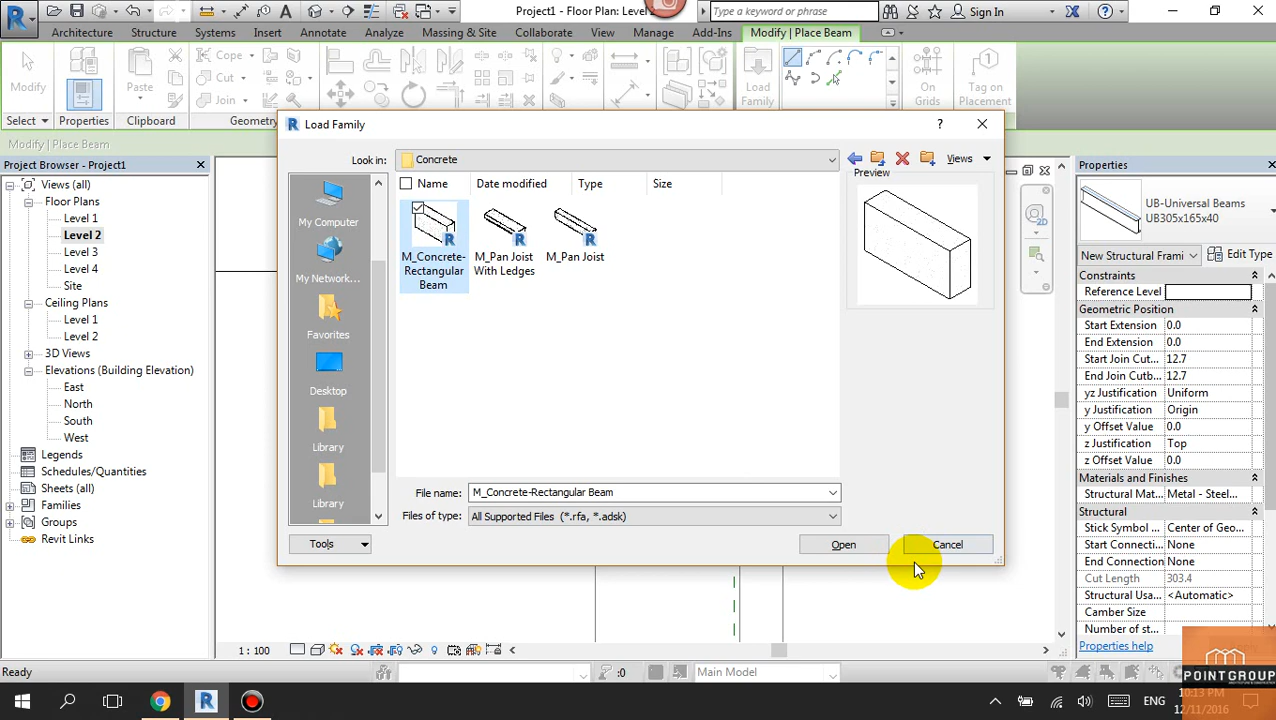 Project1 - Floor Plan: Level
Type a keyword or phrase
Sign In
Architecture Structure Systems Insert Annotate Analyze Massing & Site Collaborate View Manage Add-Ins Modify | Place Beam
Modify
Paste
Cope
Cut
Join
Load
Family
On
Grids
Tag on
Placement
Select Properties Clipboard Geometry
Modify | Place Beam
Project Browser - Project1
Views (all)
Floor Plans
Level 1
Level 2
Level 3
Level 4
Site
Ceiling Plans
Level 1
Level 2
3D Views
Elevations (Building Elevation)
East
North
South
West
Legends
Schedules/Quantities
Sheets (all)
Families
Groups
Revit Links
Load Family
Look in: Concrete
Views
My Computer
My Network...
Favorites
Desktop
Library
Library
Name Date modified Type Size
M_Concrete-
Rectangular
Beam
M_Pan Joist
With Ledges
M_Pan Joist
Preview
File name: M_Concrete-Rectangular Beam
Files of type: All Supported Files (*.rfa, *.adsk)
Tools
Open
Cancel
Properties
UB-Universal Beams
UB305x165x40
New Structural Frami
Edit Type
Constraints
Reference Level
Geometric Position
Start Extension 0.0
End Extension 0.0
Start Join Cut... 12.7
End Join Cutb... 12.7
yz Justification Uniform
y Justification Origin
y Offset Value 0.0
z Justification Top
z Offset Value 0.0
Materials and Finishes
Structural Mat... Metal - Steel...
Structural
Stick Symbol ... Center of Geo...
Start Connecti... None
End Connection None
Cut Length 303.4
Structural Usa... <Automatic>
Camber Size
Number of st...
Properties help
1 : 100
Ready
:0
Main Model
POINTGROUP
ENG
10:13 PM
12/11/2016